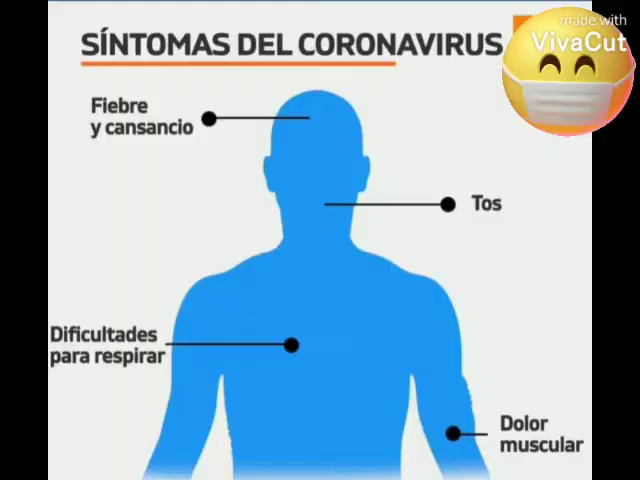 made with
VivaCut
SÍNTOMAS DEL CORONAVIRUS
Fiebre
y cansancio
Tos
Dificultades
para respirar
Dolor
muscular